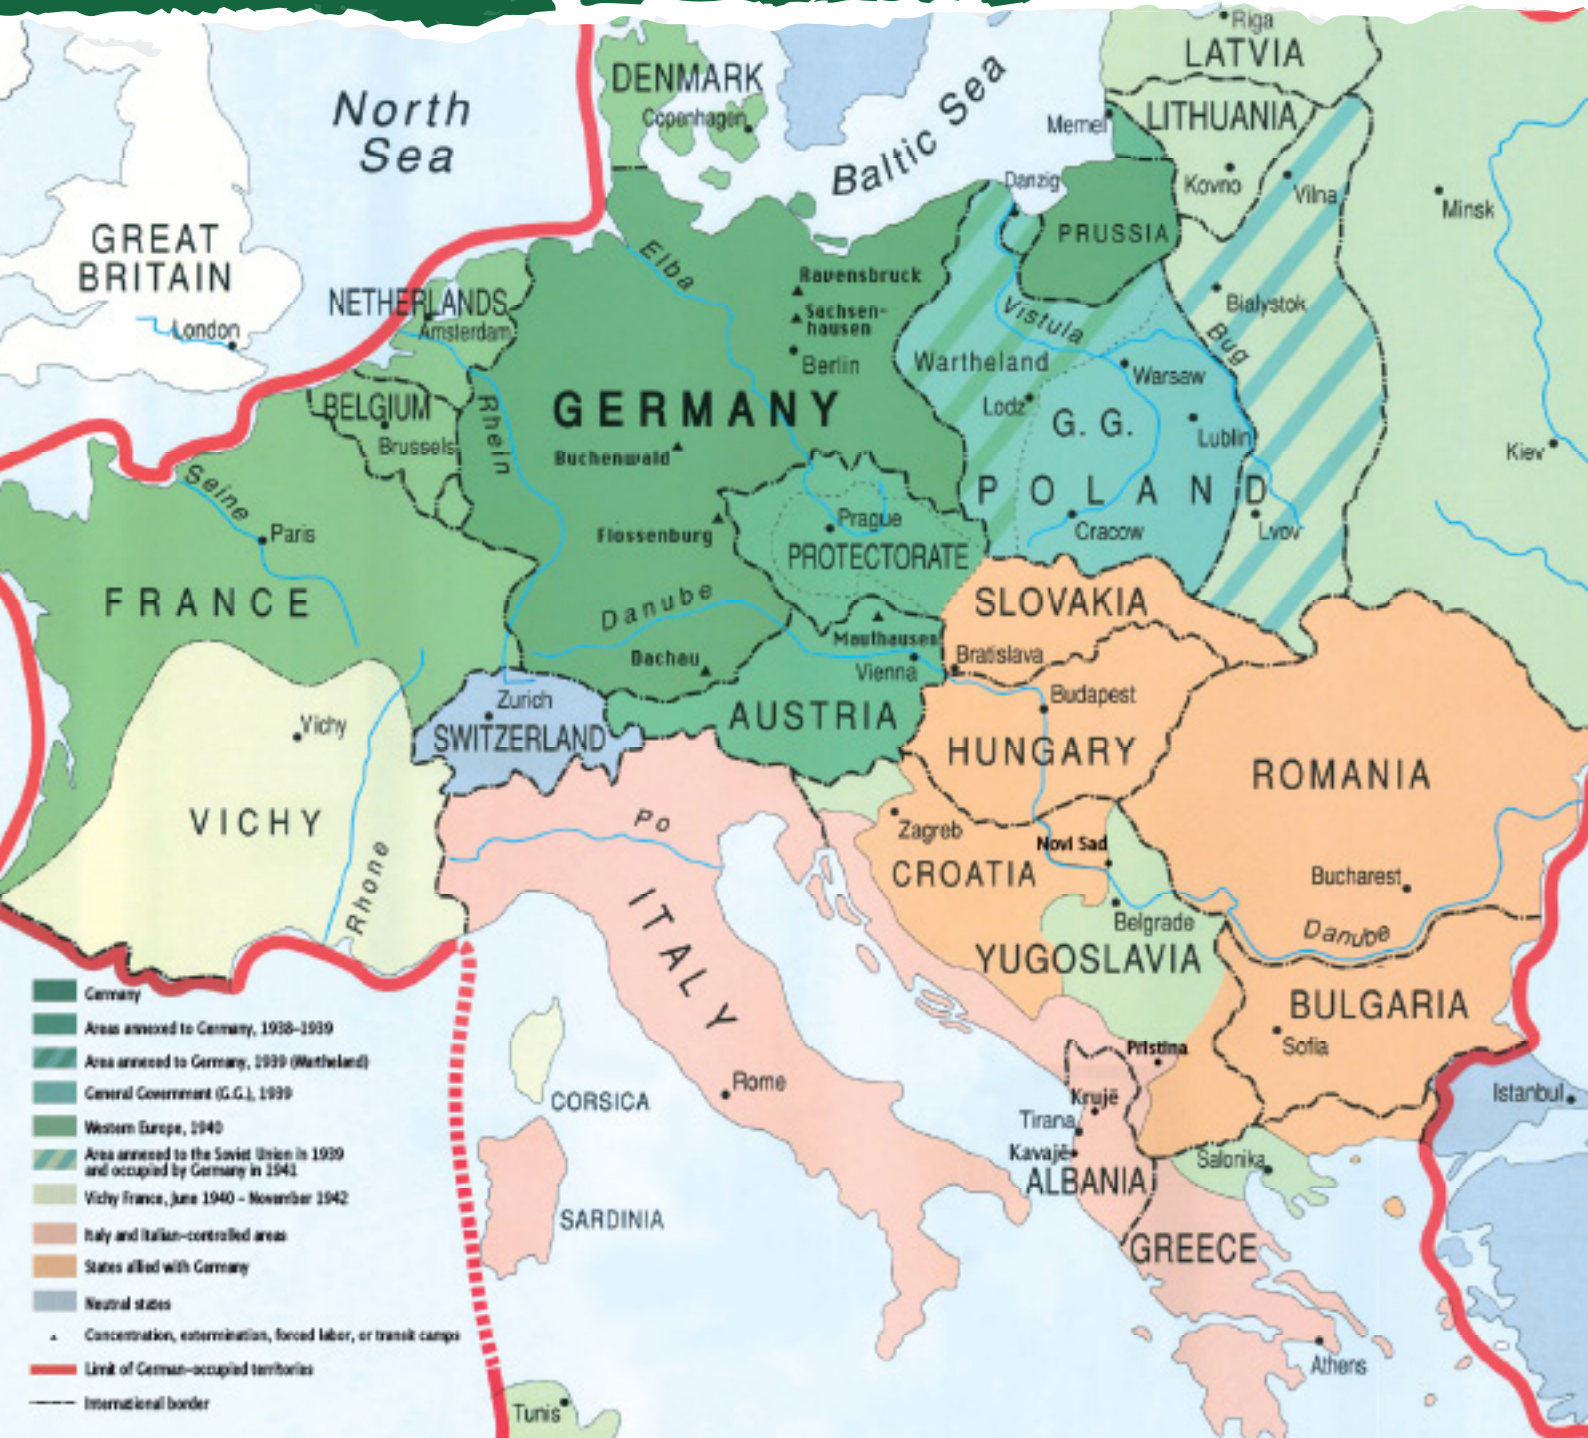 Riga
LATVIA
DENMARK
Copenhagen
North
Sea
Baltic Sea
Memel
LITHUANIA
Kovno
Vilna
Minsk
Danzig
PRUSSIA
GREAT
BRITAIN
London
Elba
NETHERLANDS
Amsterdam
Ravensbruck
Sachsen-
hausen
Berlin
Vistula
Bialystok
Bug
Wartheland
Warsaw
Lodz
G. G.
Lublin
BELGIUM
Brussels
Rhein
GERMANY
Buchenwald
Kiev
POLAND
Seine
Paris
Flossenburg
Prague
PROTECTORATE
Cracow
Lvov
FRANCE
Danube
SLOVAKIA
Mauthausen
Dachau
Vienna
Bratislava
Zurich
SWITZERLAND
AUSTRIA
Budapest
HUNGARY
ROMANIA
Vichy
VICHY
Po
Zagreb
Novi Sad
CROATIA
Bucharest
Rhone
ITALY
Belgrade
Danube
YUGOSLAVIA
BULGARIA
Sofia
Pristina
Rome
CORSICA
Krujë
Tirana
Kavajë
ALBANIA
Salonika
Istanbul
SARDINIA
GREECE
Athens
Tunis
Germany
Areas annexed to Germany, 1938-1939
Area annexed to Germany, 1939 (Wartheland)
General Government (G.G.), 1939
Western Europe, 1940
Area annexed to the Soviet Union in 1939
and occupied by Germany in 1941
Vichy France, June 1940 - November 1942
Italy and Italian-controlled areas
States allied with Germany
Neutral states
Concentration, extermination, forced labor, or transit camps
Limit of German-occupied territories
International border